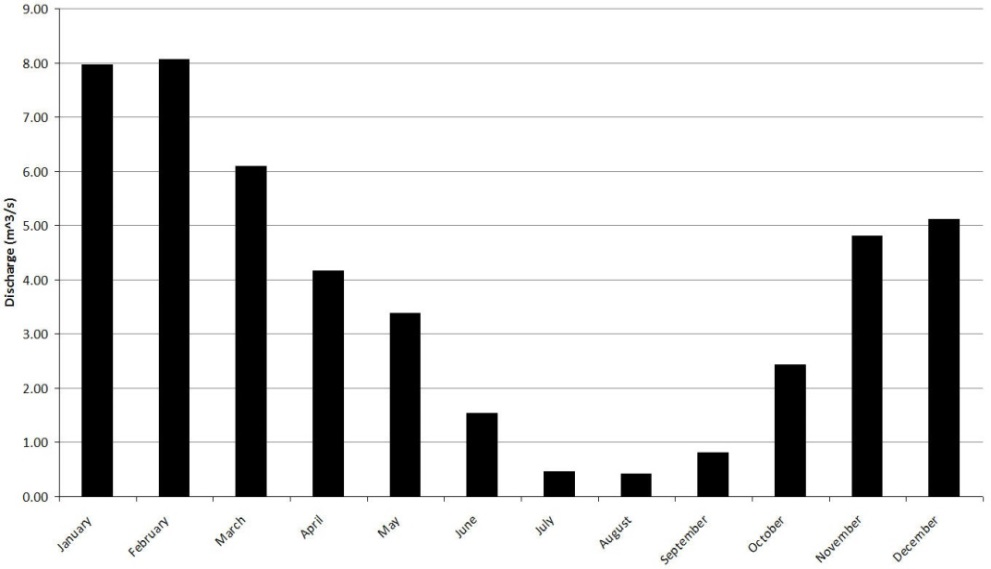 9.00
8.00
7.00
6.00
5.00
4.00
3.00
2.00
1.00
0.00
Discharge (m^3/s)
January
February
March
April
May
June
July
August
September
October
November
December